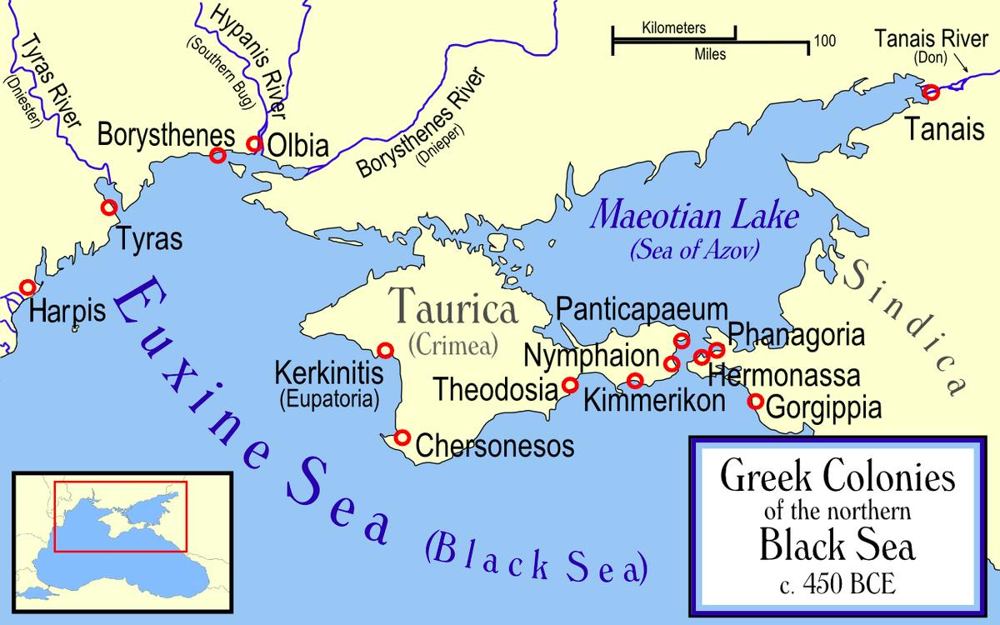 Kilometers
100
Miles
Tanais River
(Don)
Tanais
Hypanis River
(Southern Bug)
Tyras River
(Dniester)
Borysthenes River
(Dnieper)
Borysthenes
Olbia
Tyras
Harpis
Maeotian Lake
(Sea of Azov)
Sindica
Taurica
(Crimea)
Panticapaeum
Phanagoria
Nymphaion
Hermonassa
Kerkinitis
(Eupatoria)
Theodosia
Kimmerikon
Gorgippia
Chersonesos
Euxine Sea (Black Sea)
Greek Colonies
of the northern
Black Sea
c. 450 BCE